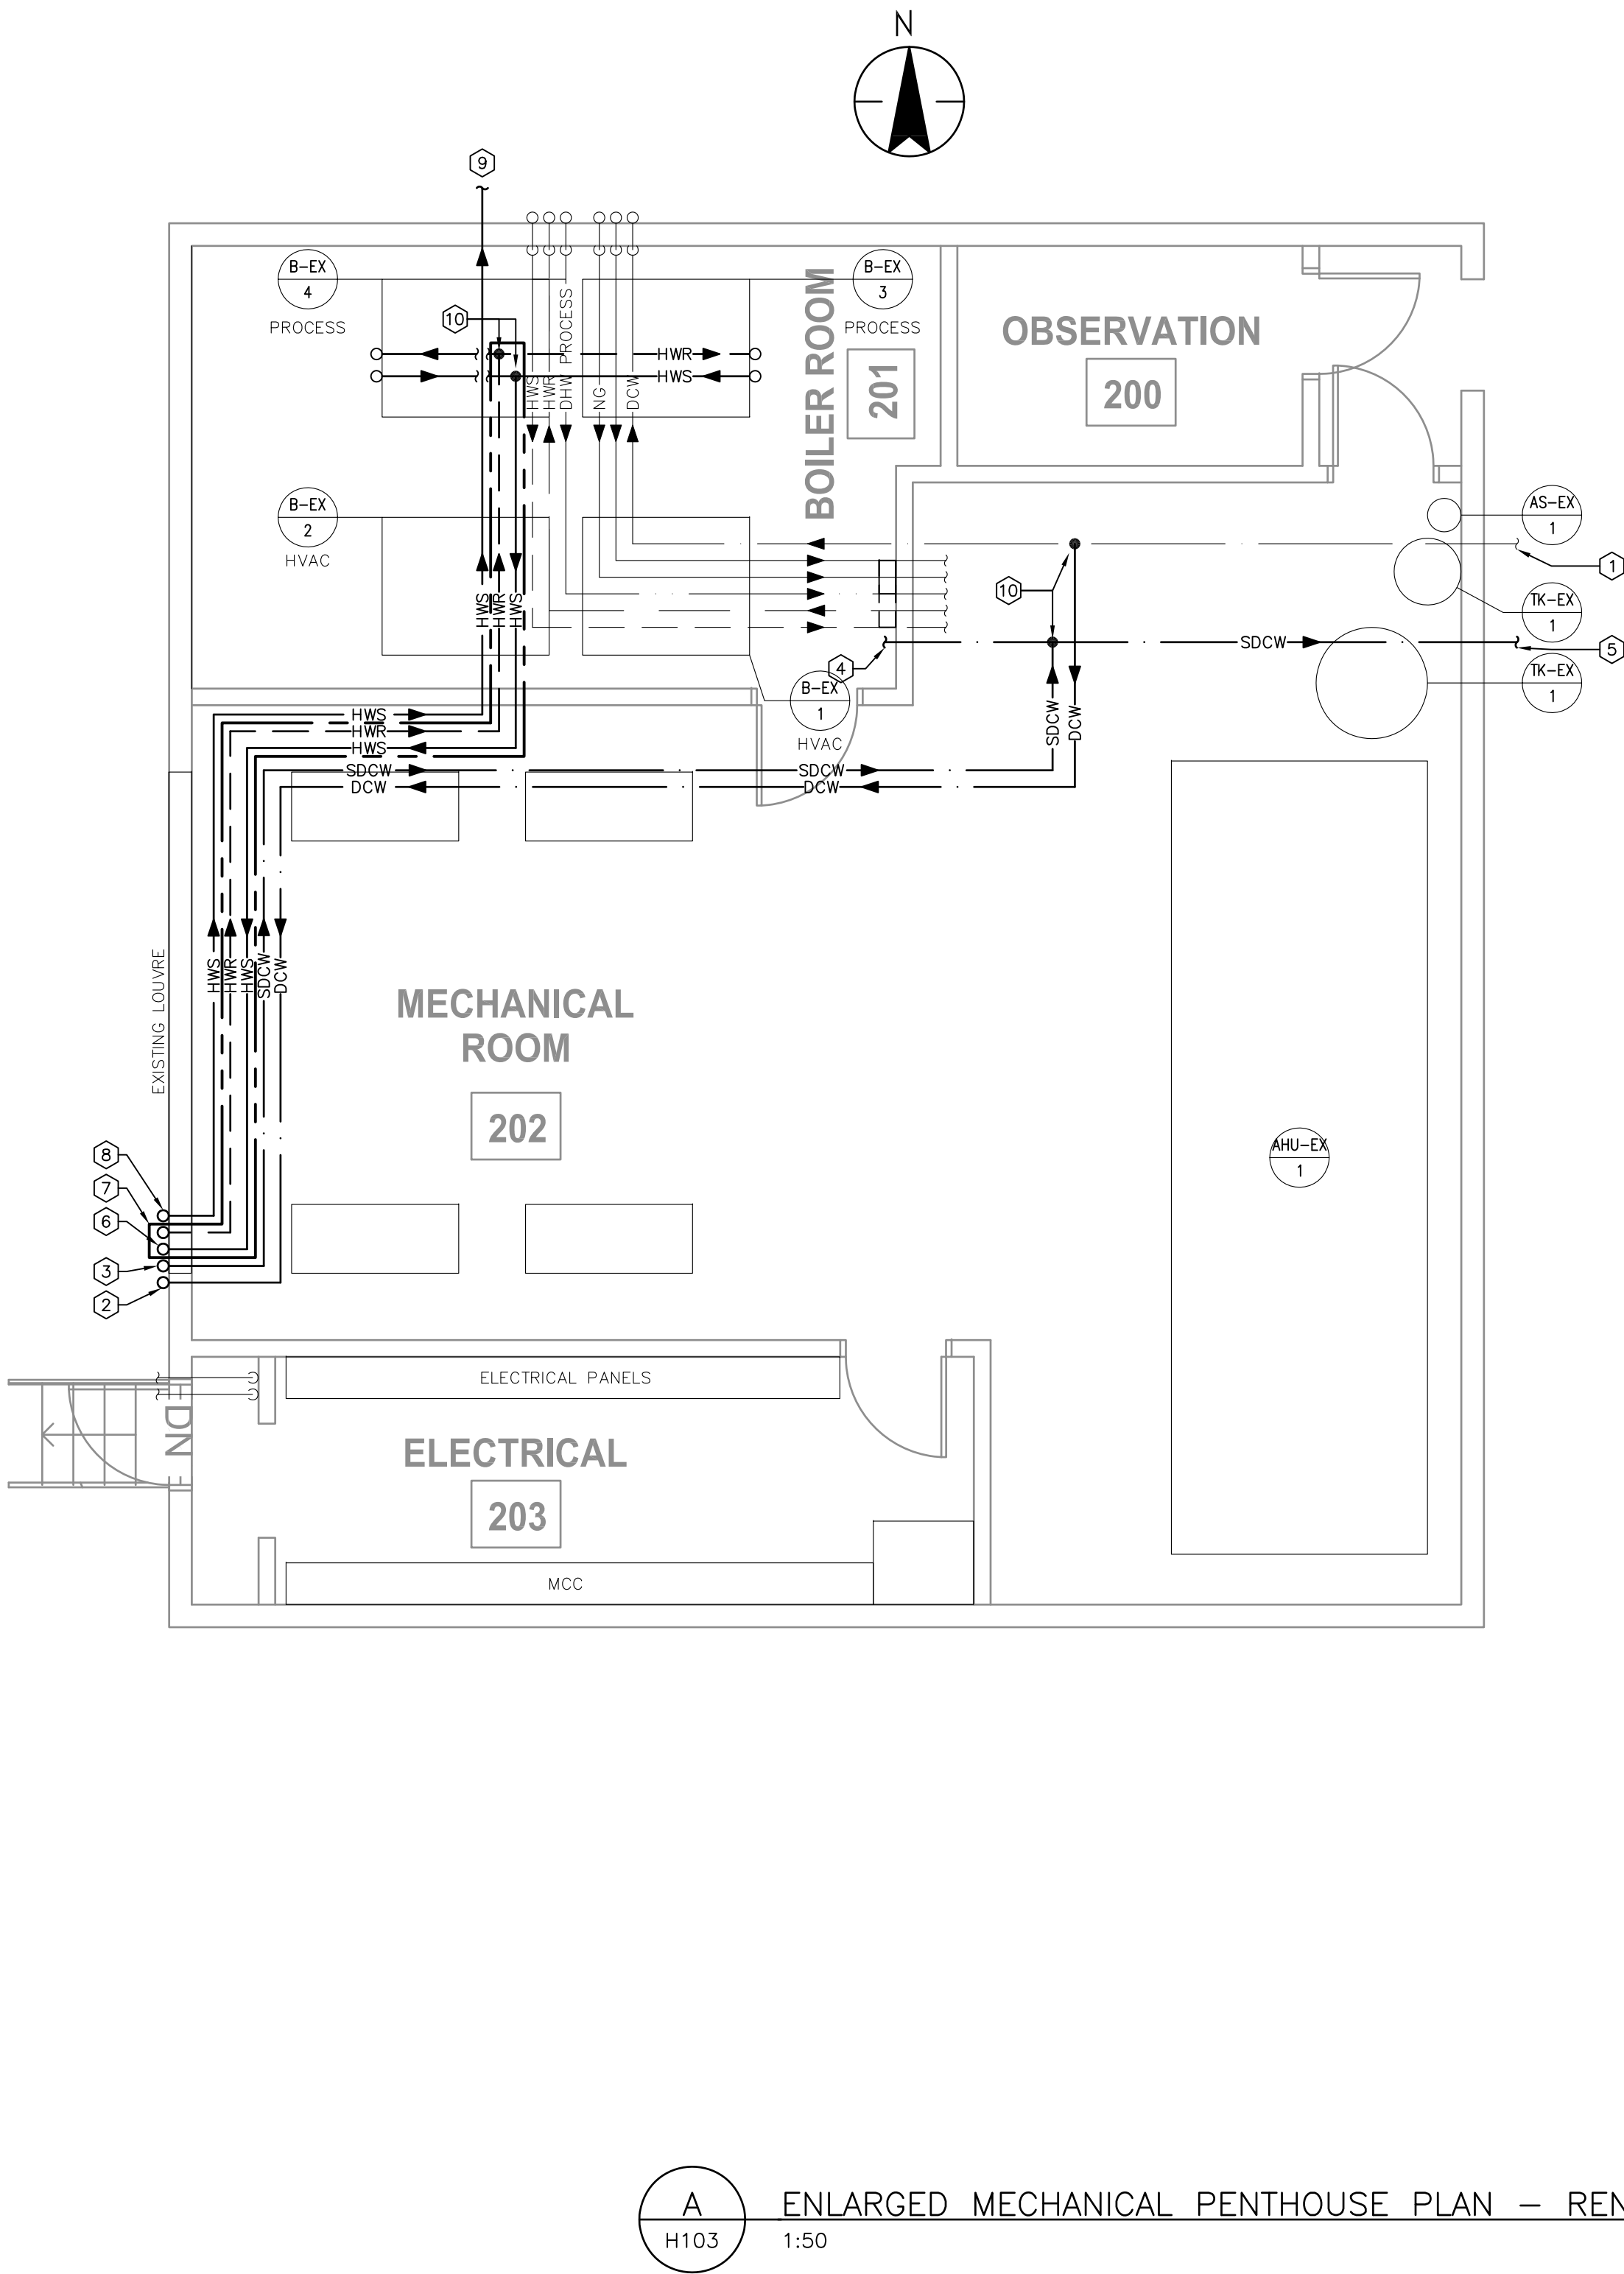 N
9
B-EX
4
PROCESS
10
B-EX
3
PROCESS
HWR
HWS
HWS
HWR
DHW PROCESS
NG
DCW
BOILER ROOM
201
OBSERVATION
200
B-EX
2
HVAC
HWS
HWR
HWS
AS-EX
1
1
10
TK-EX
1
SDCW
5
4
TK-EX
1
B-EX
1
HVAC
SDCW
DCW
HWS
HWR
HWS
SDCW
DCW
SDCW
DCW
EXISTING LOUVRE
HWS
HWR
HWS
SDCW
DCW
MECHANICAL
ROOM
202
AHU-EX
1
8
7
6
3
2
ELECTRICAL PANELS
DN
ELECTRICAL
203
MCC
A
H103
ENLARGED MECHANICAL PENTHOUSE PLAN - REN
1:50